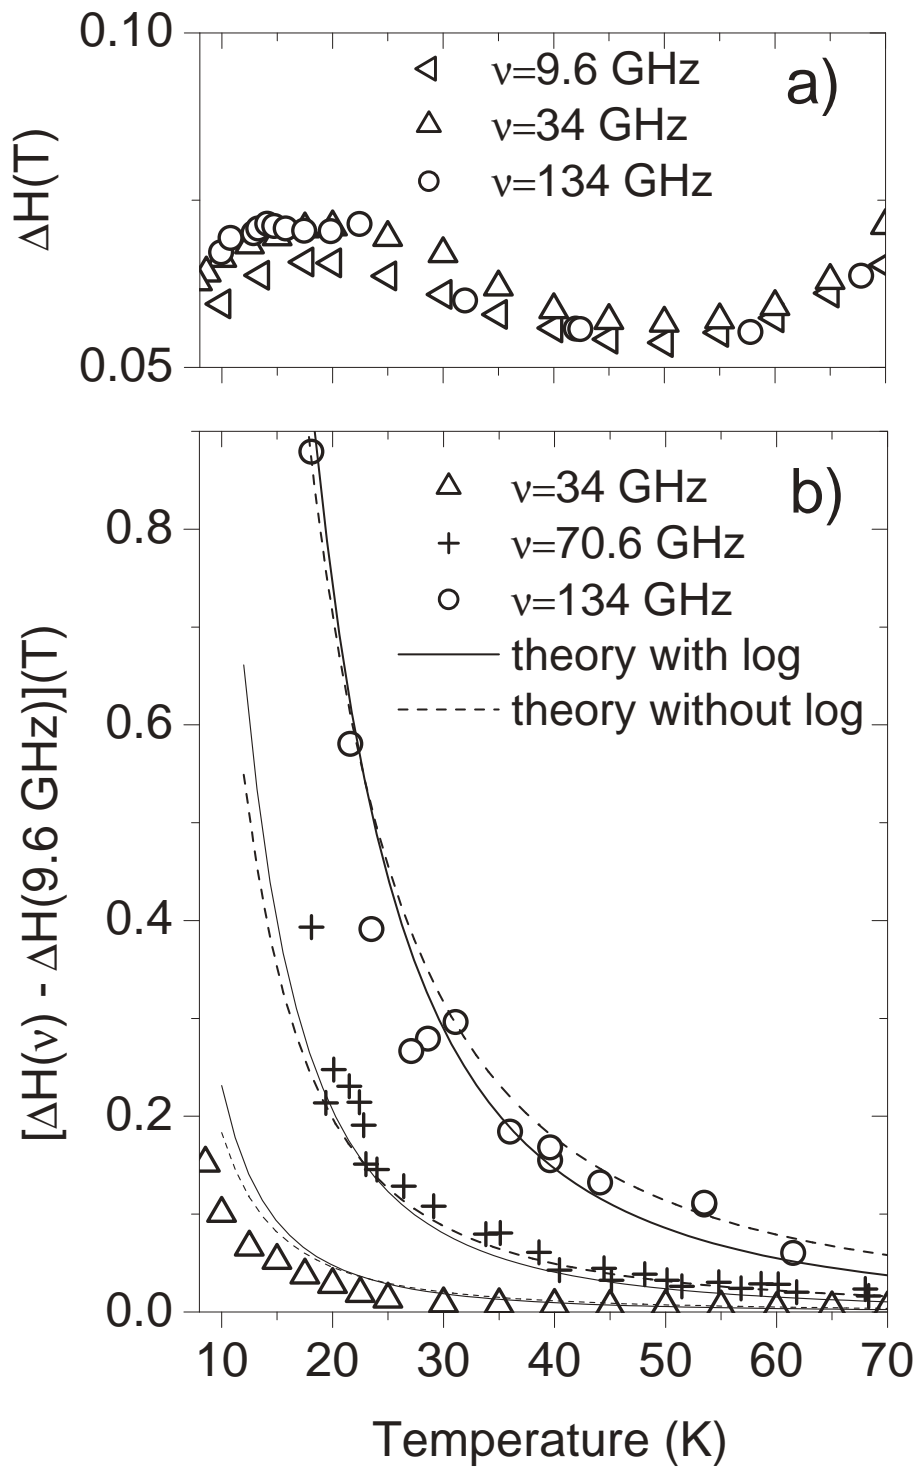 0.10
ν=9.6 GHz
a)
ν=34 GHz
ν=134 GHz
ΔH(T)
0.05
ν=34 GHz
b)
0.8
ν=70.6 GHz
ν=134 GHz
theory with log
theory without log
0.6
[ΔH(ν) - ΔH(9.6 GHz)](T)
0.4
0.2
0.0
10 20 30 40 50 60 70
Temperature (K)